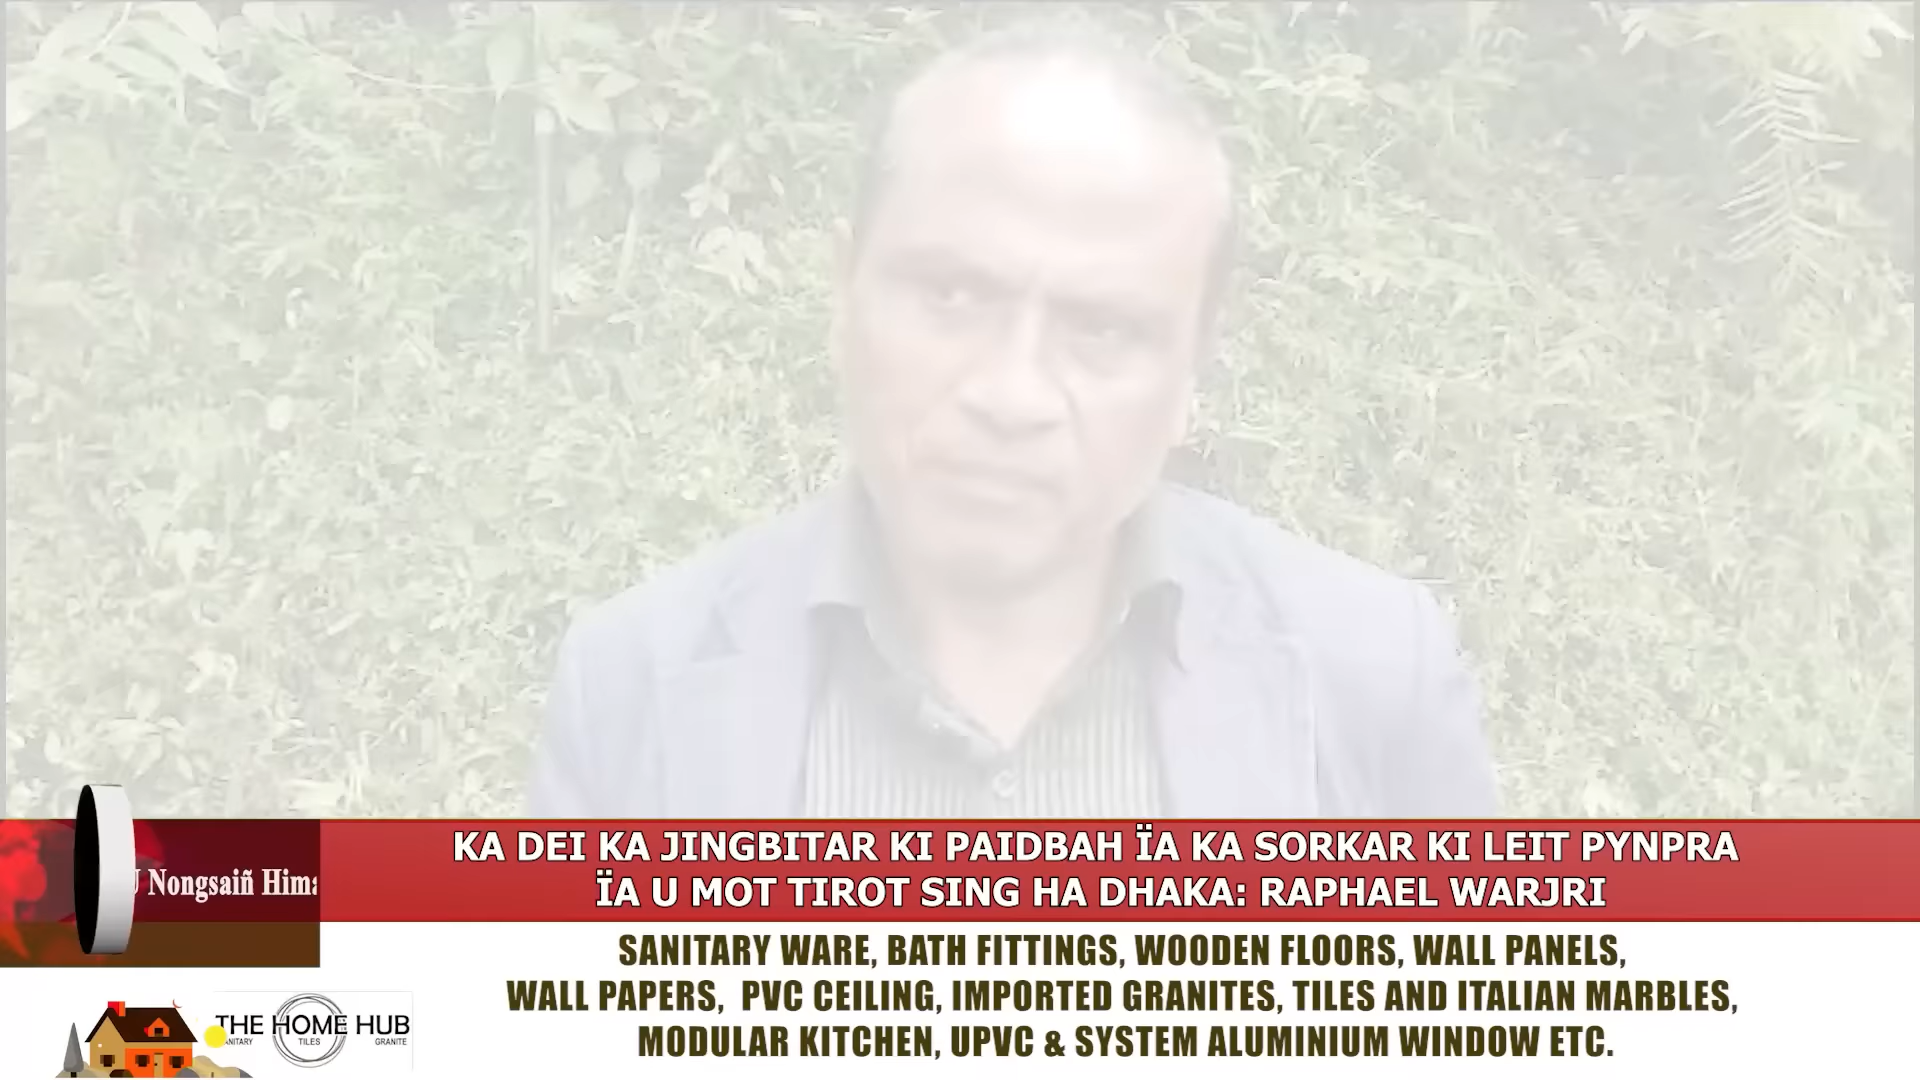 KA DEI KA JINGBITAR KI PAIDBAH ÏA KA SORKAR KI LEIT PYNPRA
ÏA U MOT TIROT SING HA DHAKA: RAPHAEL WARJRI
U Nongsaiñ Hima
SANITARY WARE, BATH FITTINGS, WOODEN FLOORS, WALL PANELS,
WALL PAPERS, PVC CEILING, IMPORTED GRANITES, TILES AND ITALIAN MARBLES,
MODULAR KITCHEN, UPVC & SYSTEM ALUMINIUM WINDOW ETC.
THE HOME HUB
ANITARY TILES GRANITE